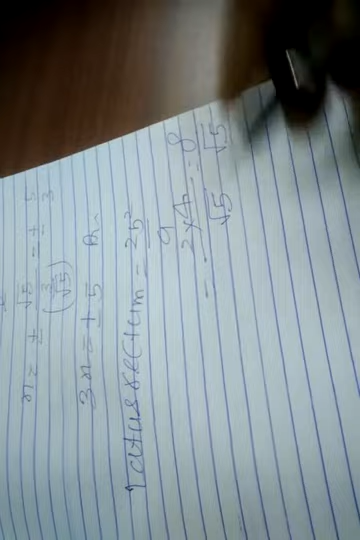 x = ± √5 / (3/√5) = ± 5/3
3x = ± 5
latus rectum = 2b²/a
= 2×4/√5 = 8/√5